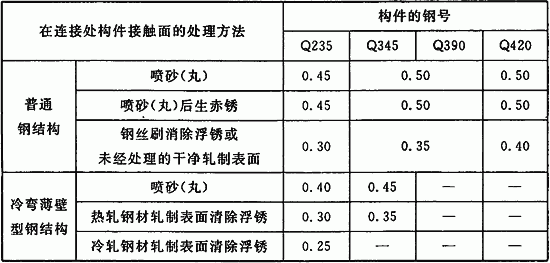 在连接处构件接触面的处理方法 构件的钢号
Q235 Q345 Q390 Q420
普通钢结构 喷砂(丸) 0.45 0.50 0.50
喷砂(丸)后生赤锈 0.45 0.50 0.50
钢丝刷消除浮锈或
未经处理的干净轧制表面 0.30 0.35 0.40
冷弯薄壁型钢结构 喷砂(丸) 0.40 0.45 — —
热轧钢材轧制表面清除浮锈 0.30 0.35 — —
冷轧钢材轧制表面清除浮锈 0.25 — — —